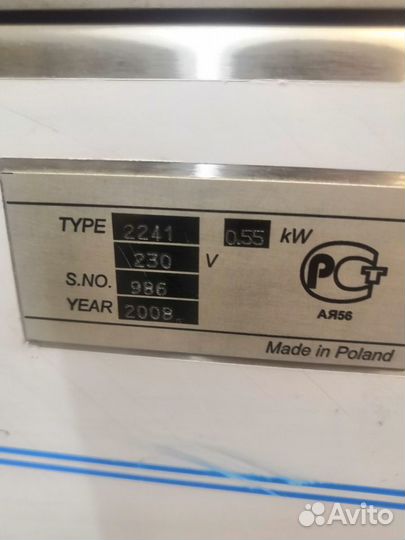 TYPE 2241 0.55 kW
230 V
S.NO. 986
YEAR 2008
РСТ
АЯ56
Made in Poland
Avito